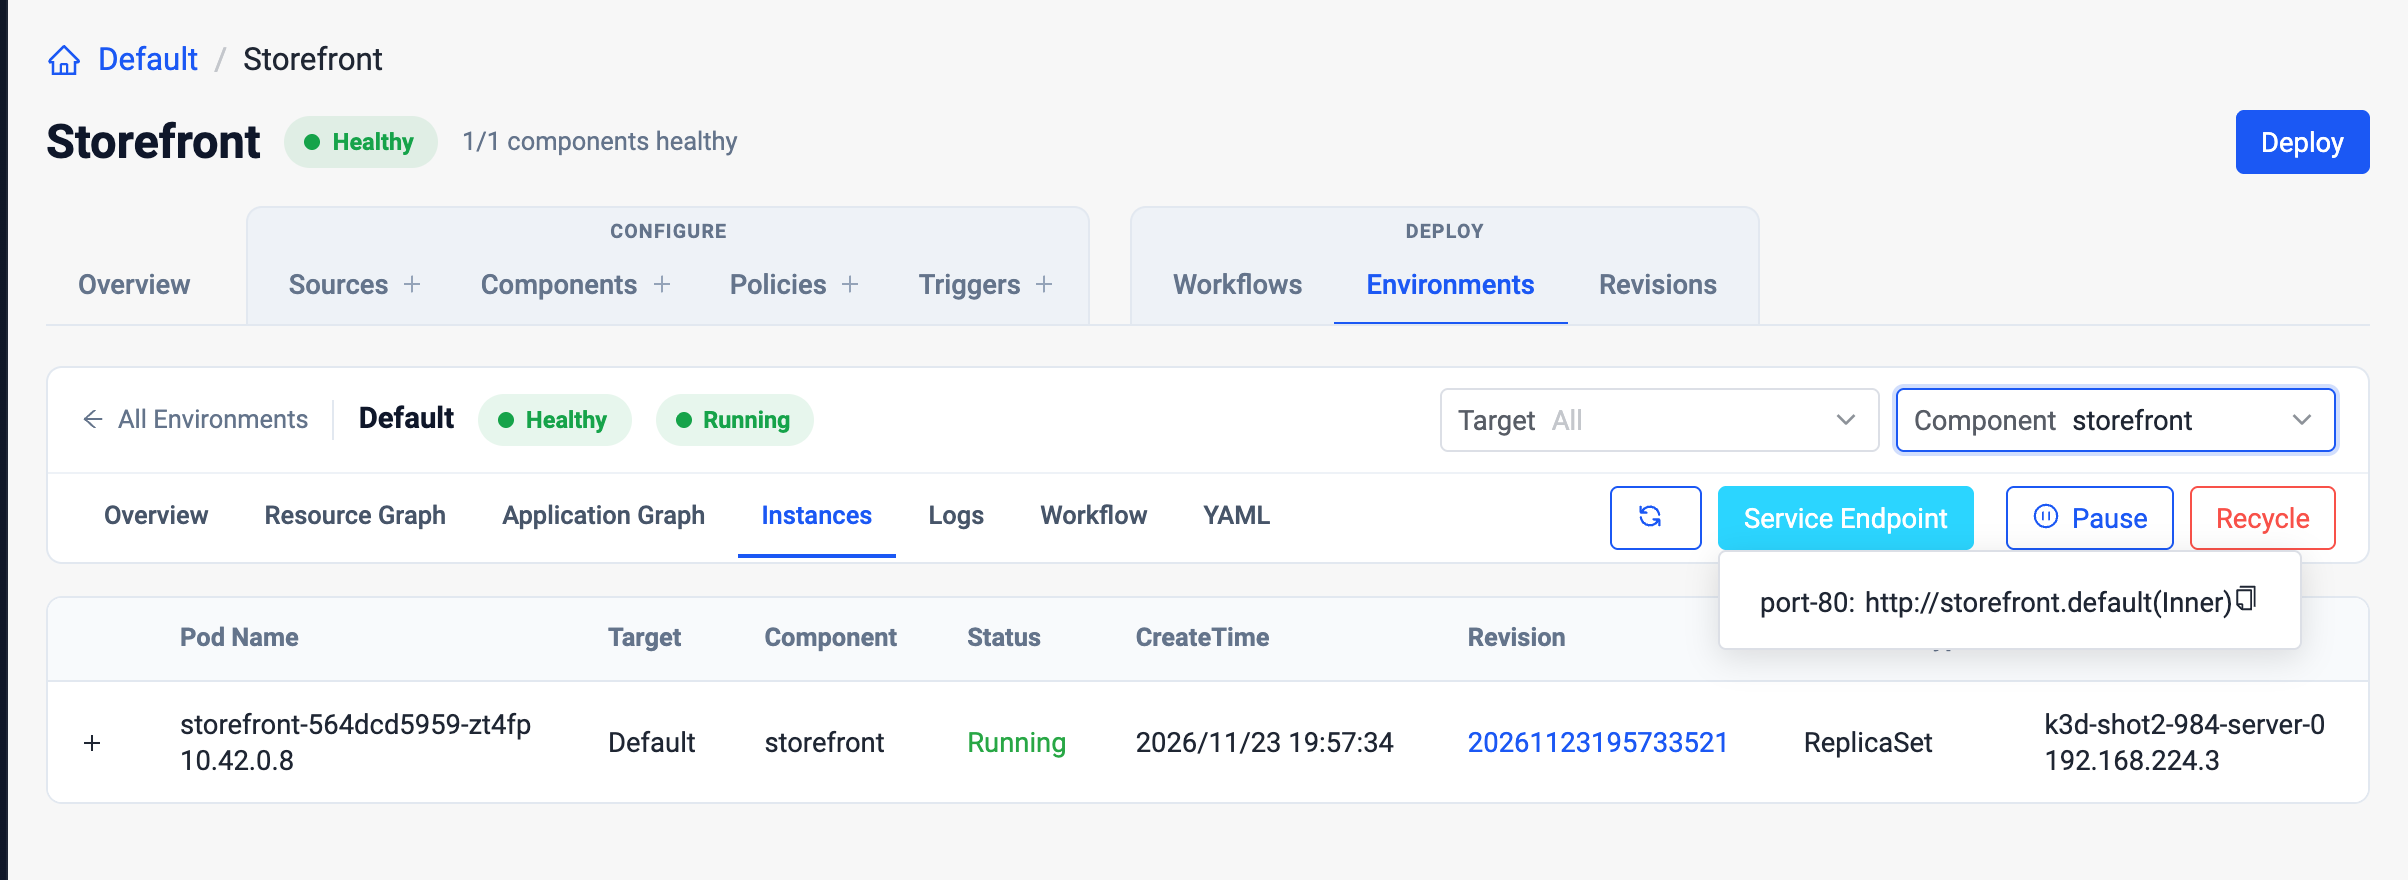 Default / Storefront
Storefront Healthy 1/1 components healthy Deploy
CONFIGURE DEPLOY
Overview Sources + Components + Policies + Triggers + Workflows Environments Revisions
← All Environments Default Healthy Running Target All Component storefront
Overview Resource Graph Application Graph Instances Logs Workflow YAML Service Endpoint Pause Recycle
port-80: http://storefront.default(Inner)
Pod Name Target Component Status CreateTime Revision
storefront-564dcd5959-zt4fp
10.42.0.8
+ Default storefront Running 2026/11/23 19:57:34 20261123195733521 ReplicaSet
k3d-shot2-984-server-0
192.168.224.3